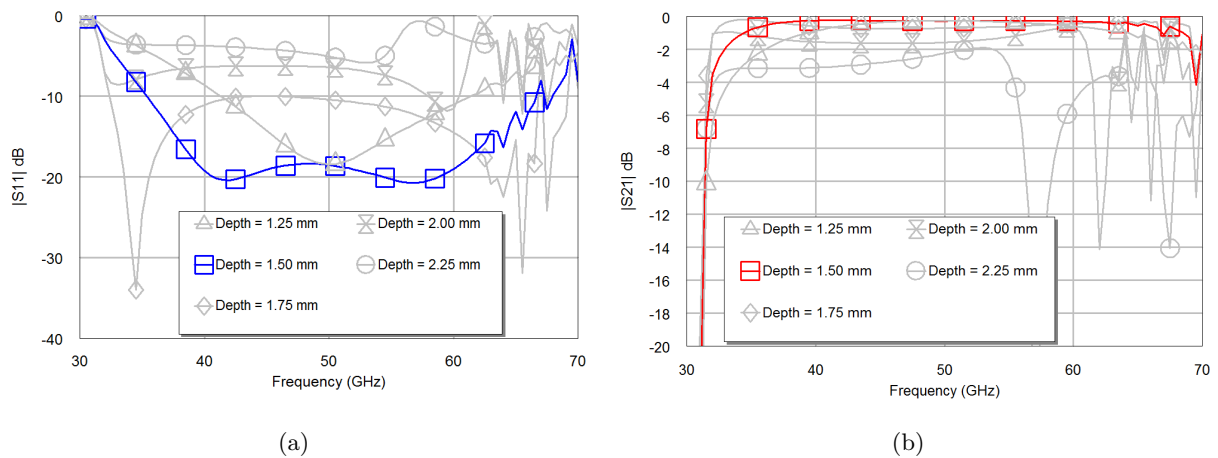 0
-10
-20
-30
-40
|S11| dB
30 40 50 60 70
Frequency (GHz)
Depth = 1.25 mm
Depth = 2.00 mm
Depth = 1.50 mm
Depth = 2.25 mm
Depth = 1.75 mm
(a)
0
-2
-4
-6
-8
-10
-12
-14
-16
-18
-20
|S21| dB
30 40 50 60 70
Frequency (GHz)
Depth = 1.25 mm
Depth = 2.00 mm
Depth = 1.50 mm
Depth = 2.25 mm
Depth = 1.75 mm
(b)